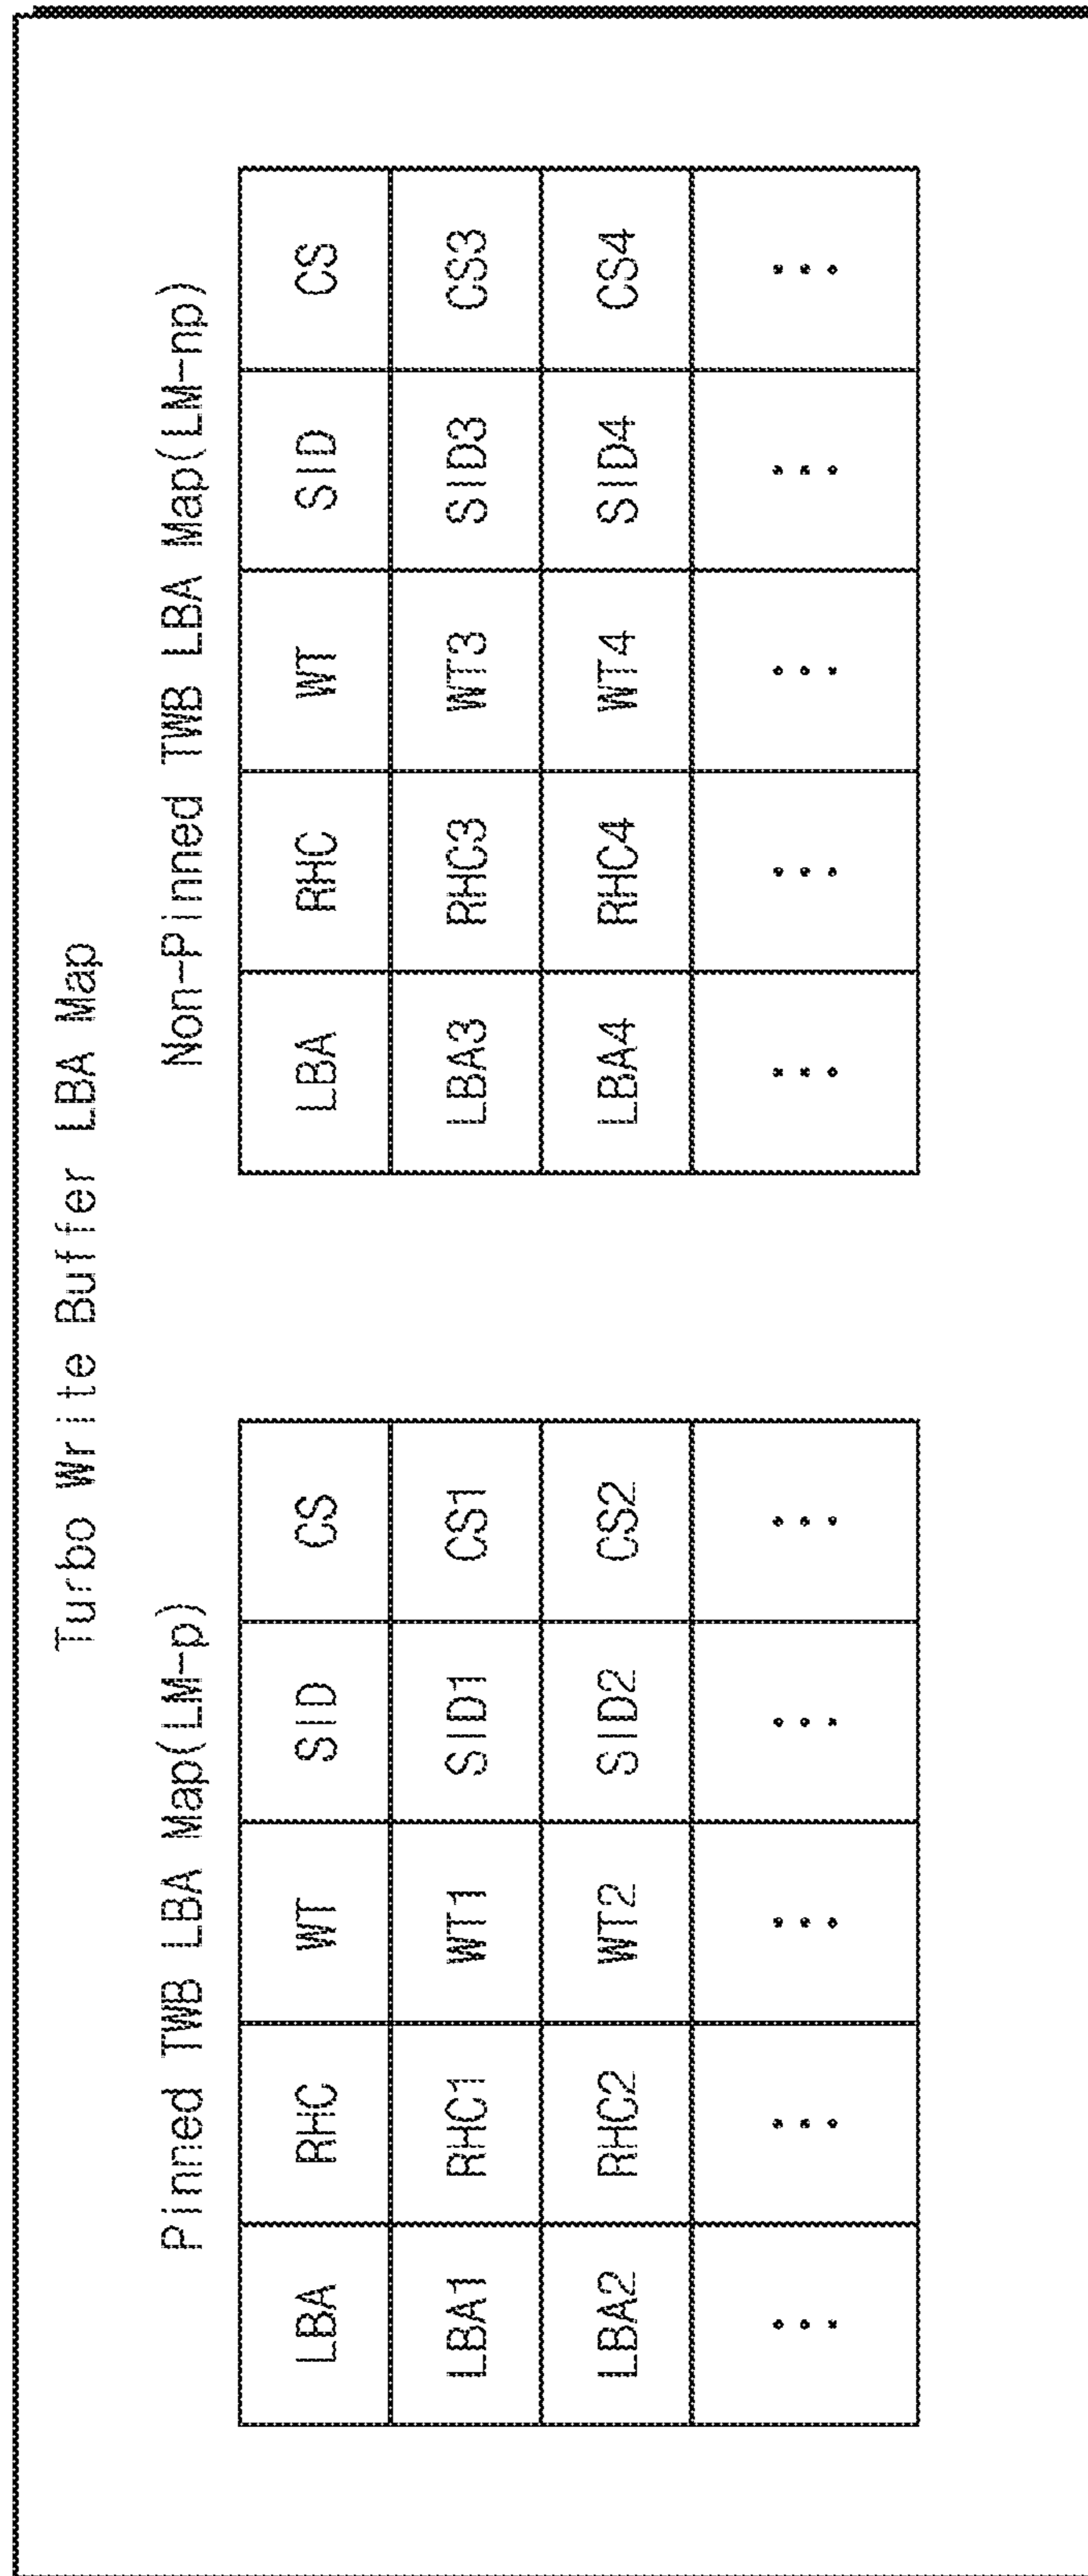 Turbo Write Buffer LBA Map
Pinned TWB LBA Map(LM-p)
LBA RHC WT SID CS
LBA1 RHC1 WT1 SID1 CS1
LBA2 RHC2 WT2 SID2 CS2
... ... ... ... ...
Non-Pinned TWB LBA Map(LM-np)
LBA RHC WT SID CS
LBA3 RHC3 WT3 SID3 CS3
LBA4 RHC4 WT4 SID4 CS4
... ... ... ... ...